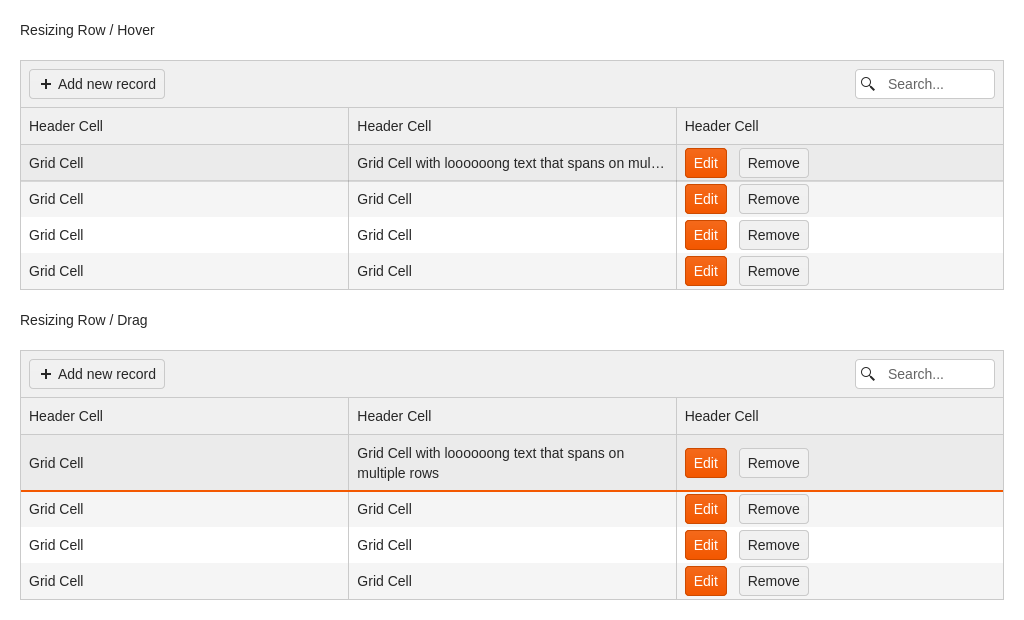 Resizing Row / Hover
Add new record Search...
Header Cell Header Cell Header Cell
Grid Cell Grid Cell with loooooong text that spans on mul… Edit Remove
Grid Cell Grid Cell Edit Remove
Grid Cell Grid Cell Edit Remove
Grid Cell Grid Cell Edit Remove
Resizing Row / Drag
Add new record Search...
Header Cell Header Cell Header Cell
Grid Cell Grid Cell with loooooong text that spans on
multiple rows Edit Remove
Grid Cell Grid Cell Edit Remove
Grid Cell Grid Cell Edit Remove
Grid Cell Grid Cell Edit Remove